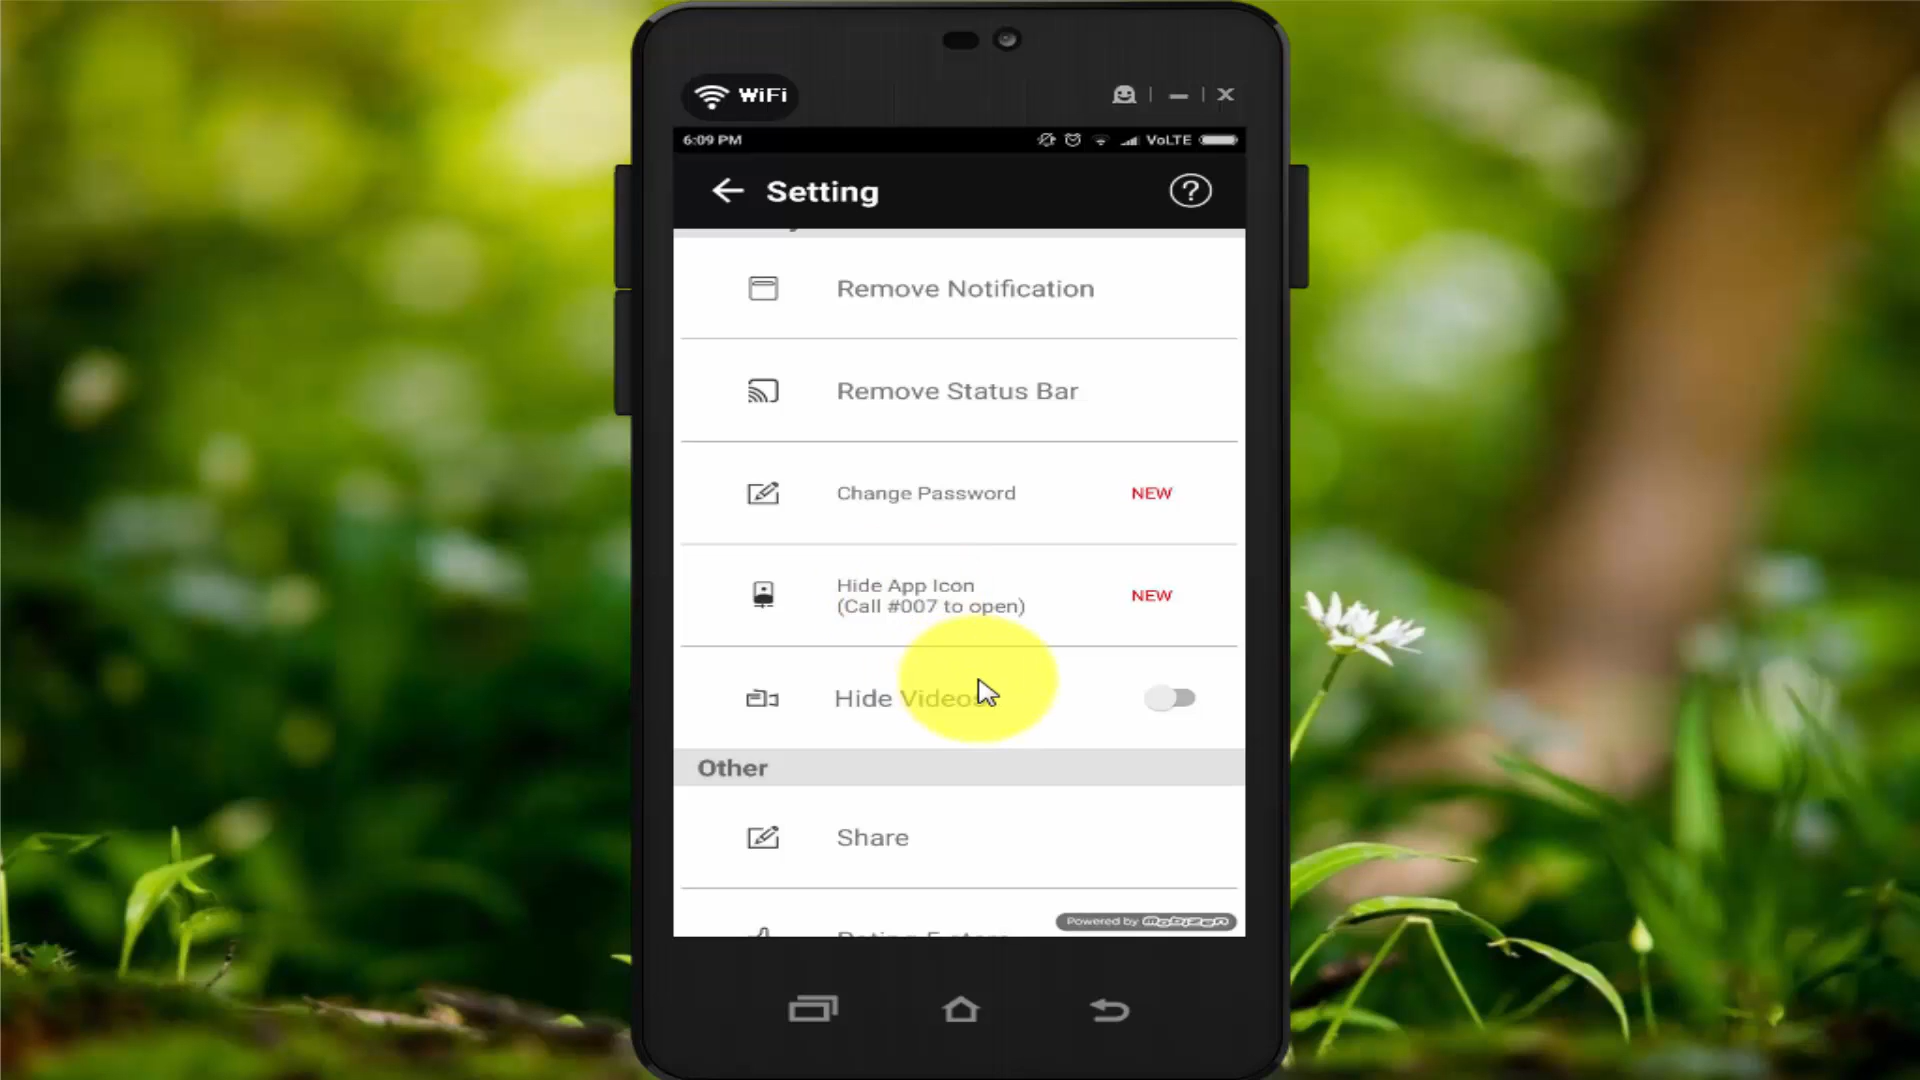 WiFi
6:09 PM
VoLTE
Setting
Remove Notification
Remove Status Bar
Change Password
NEW
Hide App Icon
(Call #007 to open)
NEW
Hide Videos
Other
Share
Powered by mobizen